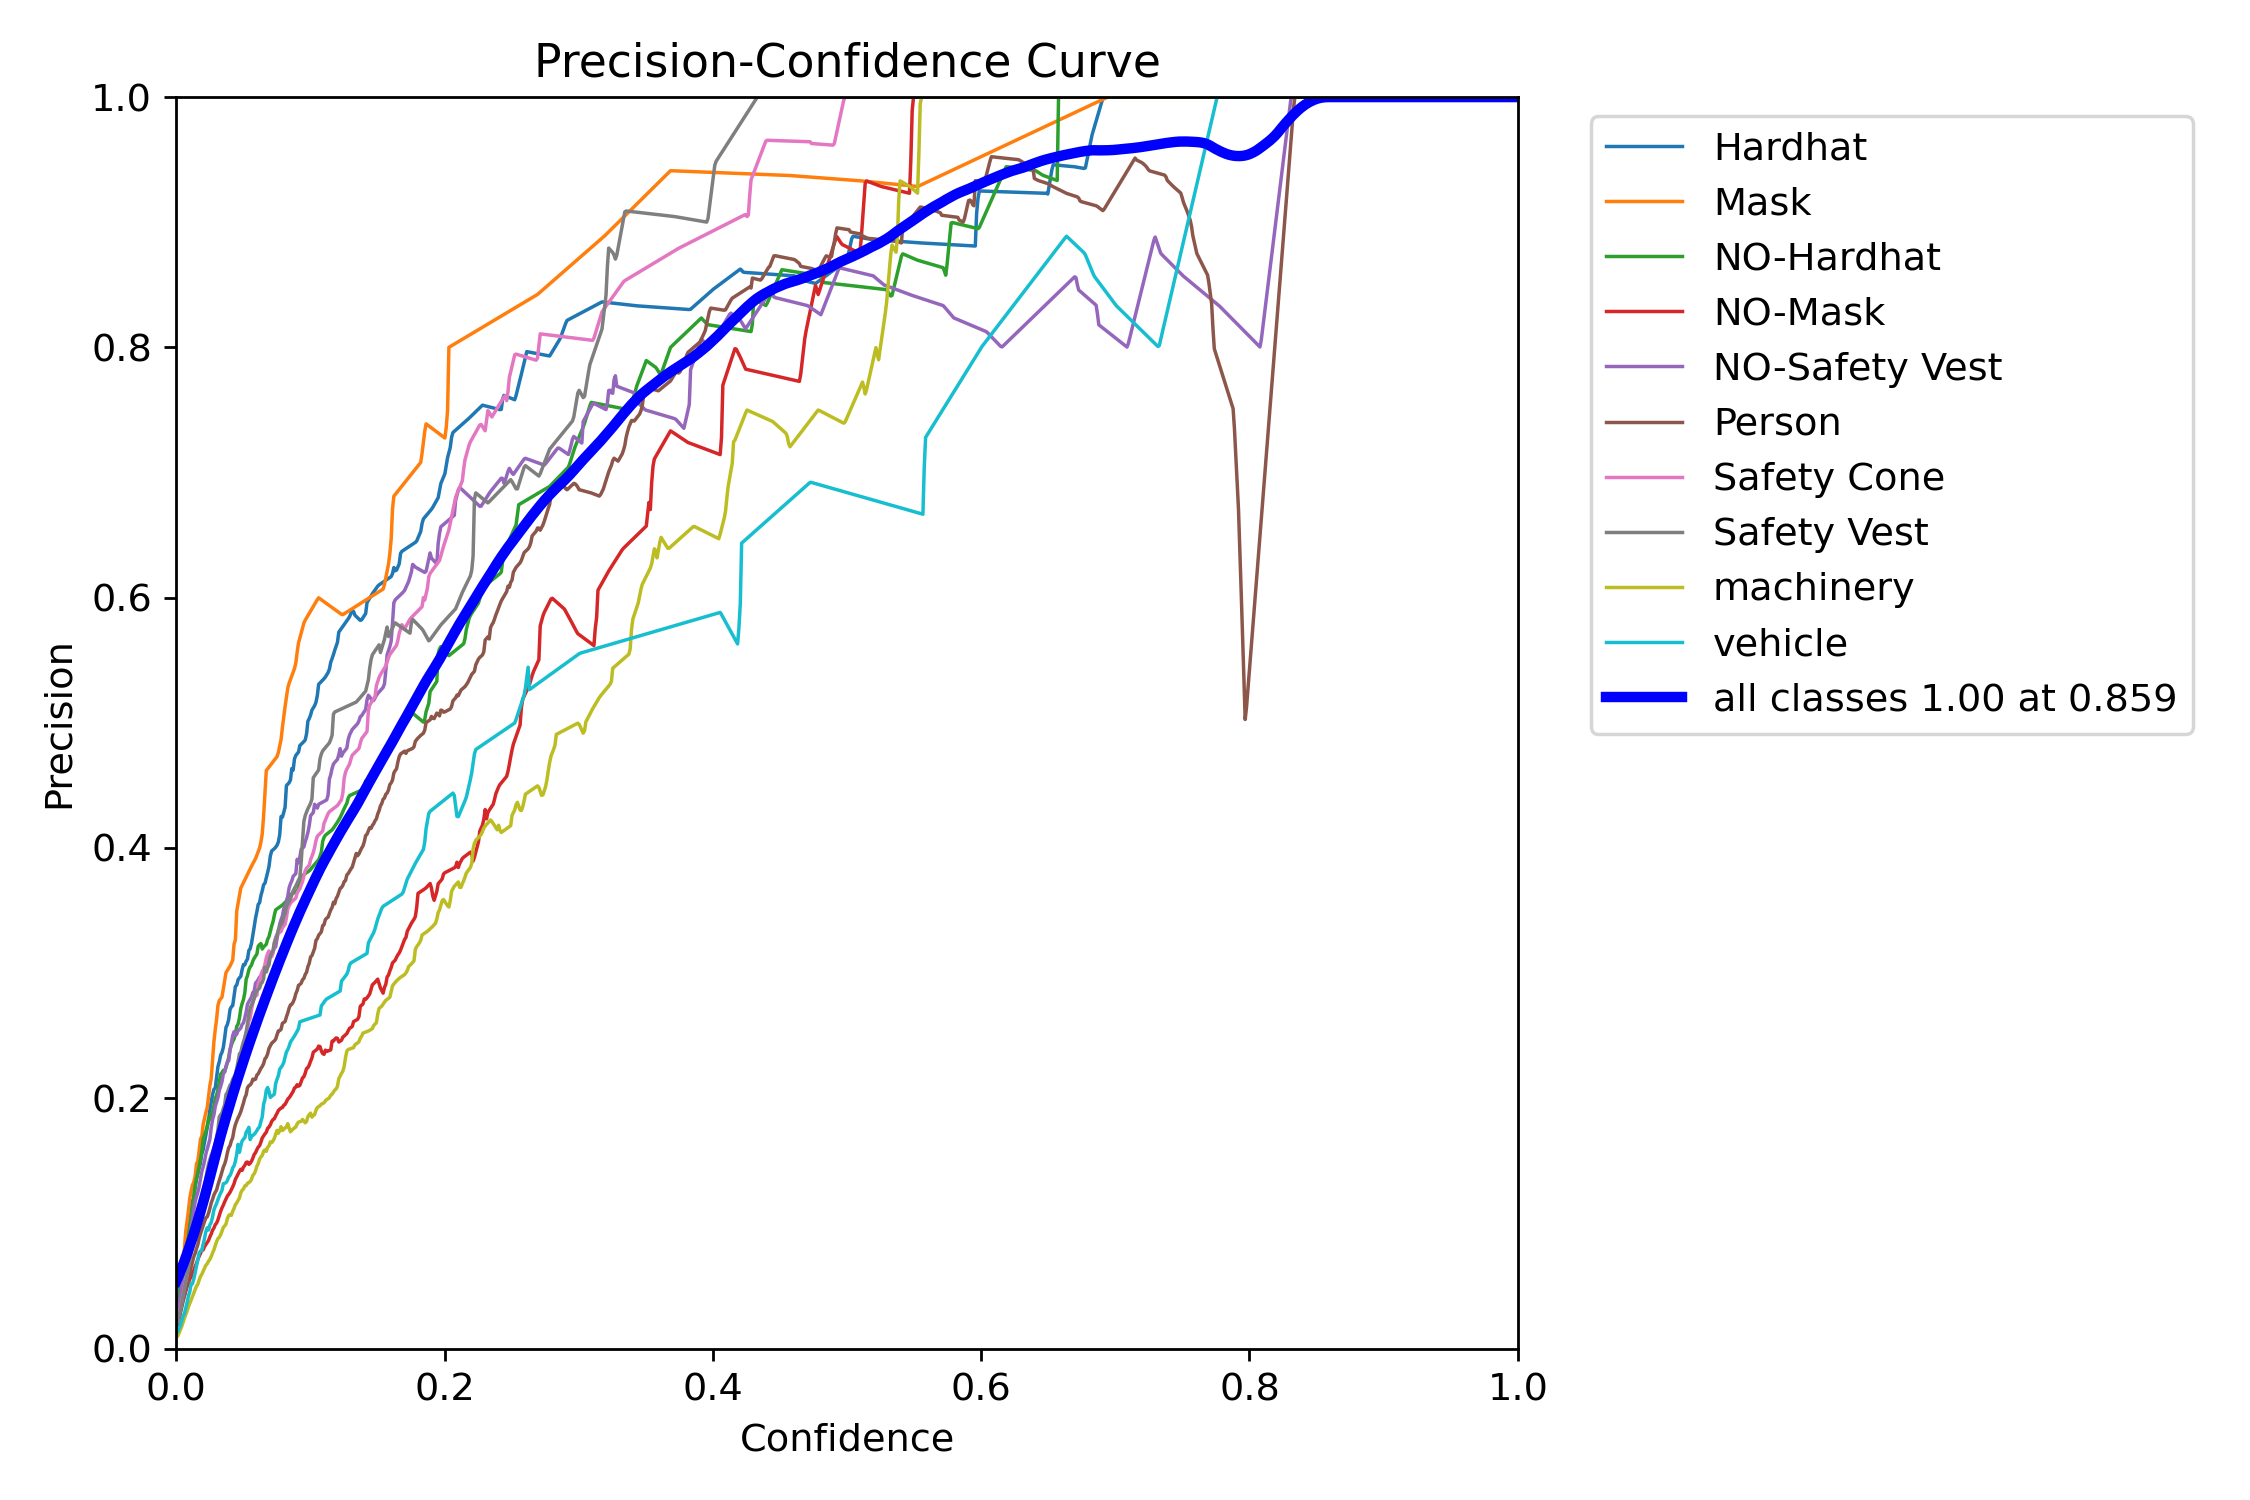 Precision-Confidence Curve
1.0
0.8
0.6
0.4
0.2
0.0
Precision
0.0 0.2 0.4 0.6 0.8 1.0
Confidence
Hardhat
Mask
NO-Hardhat
NO-Mask
NO-Safety Vest
Person
Safety Cone
Safety Vest
machinery
vehicle
all classes 1.00 at 0.859